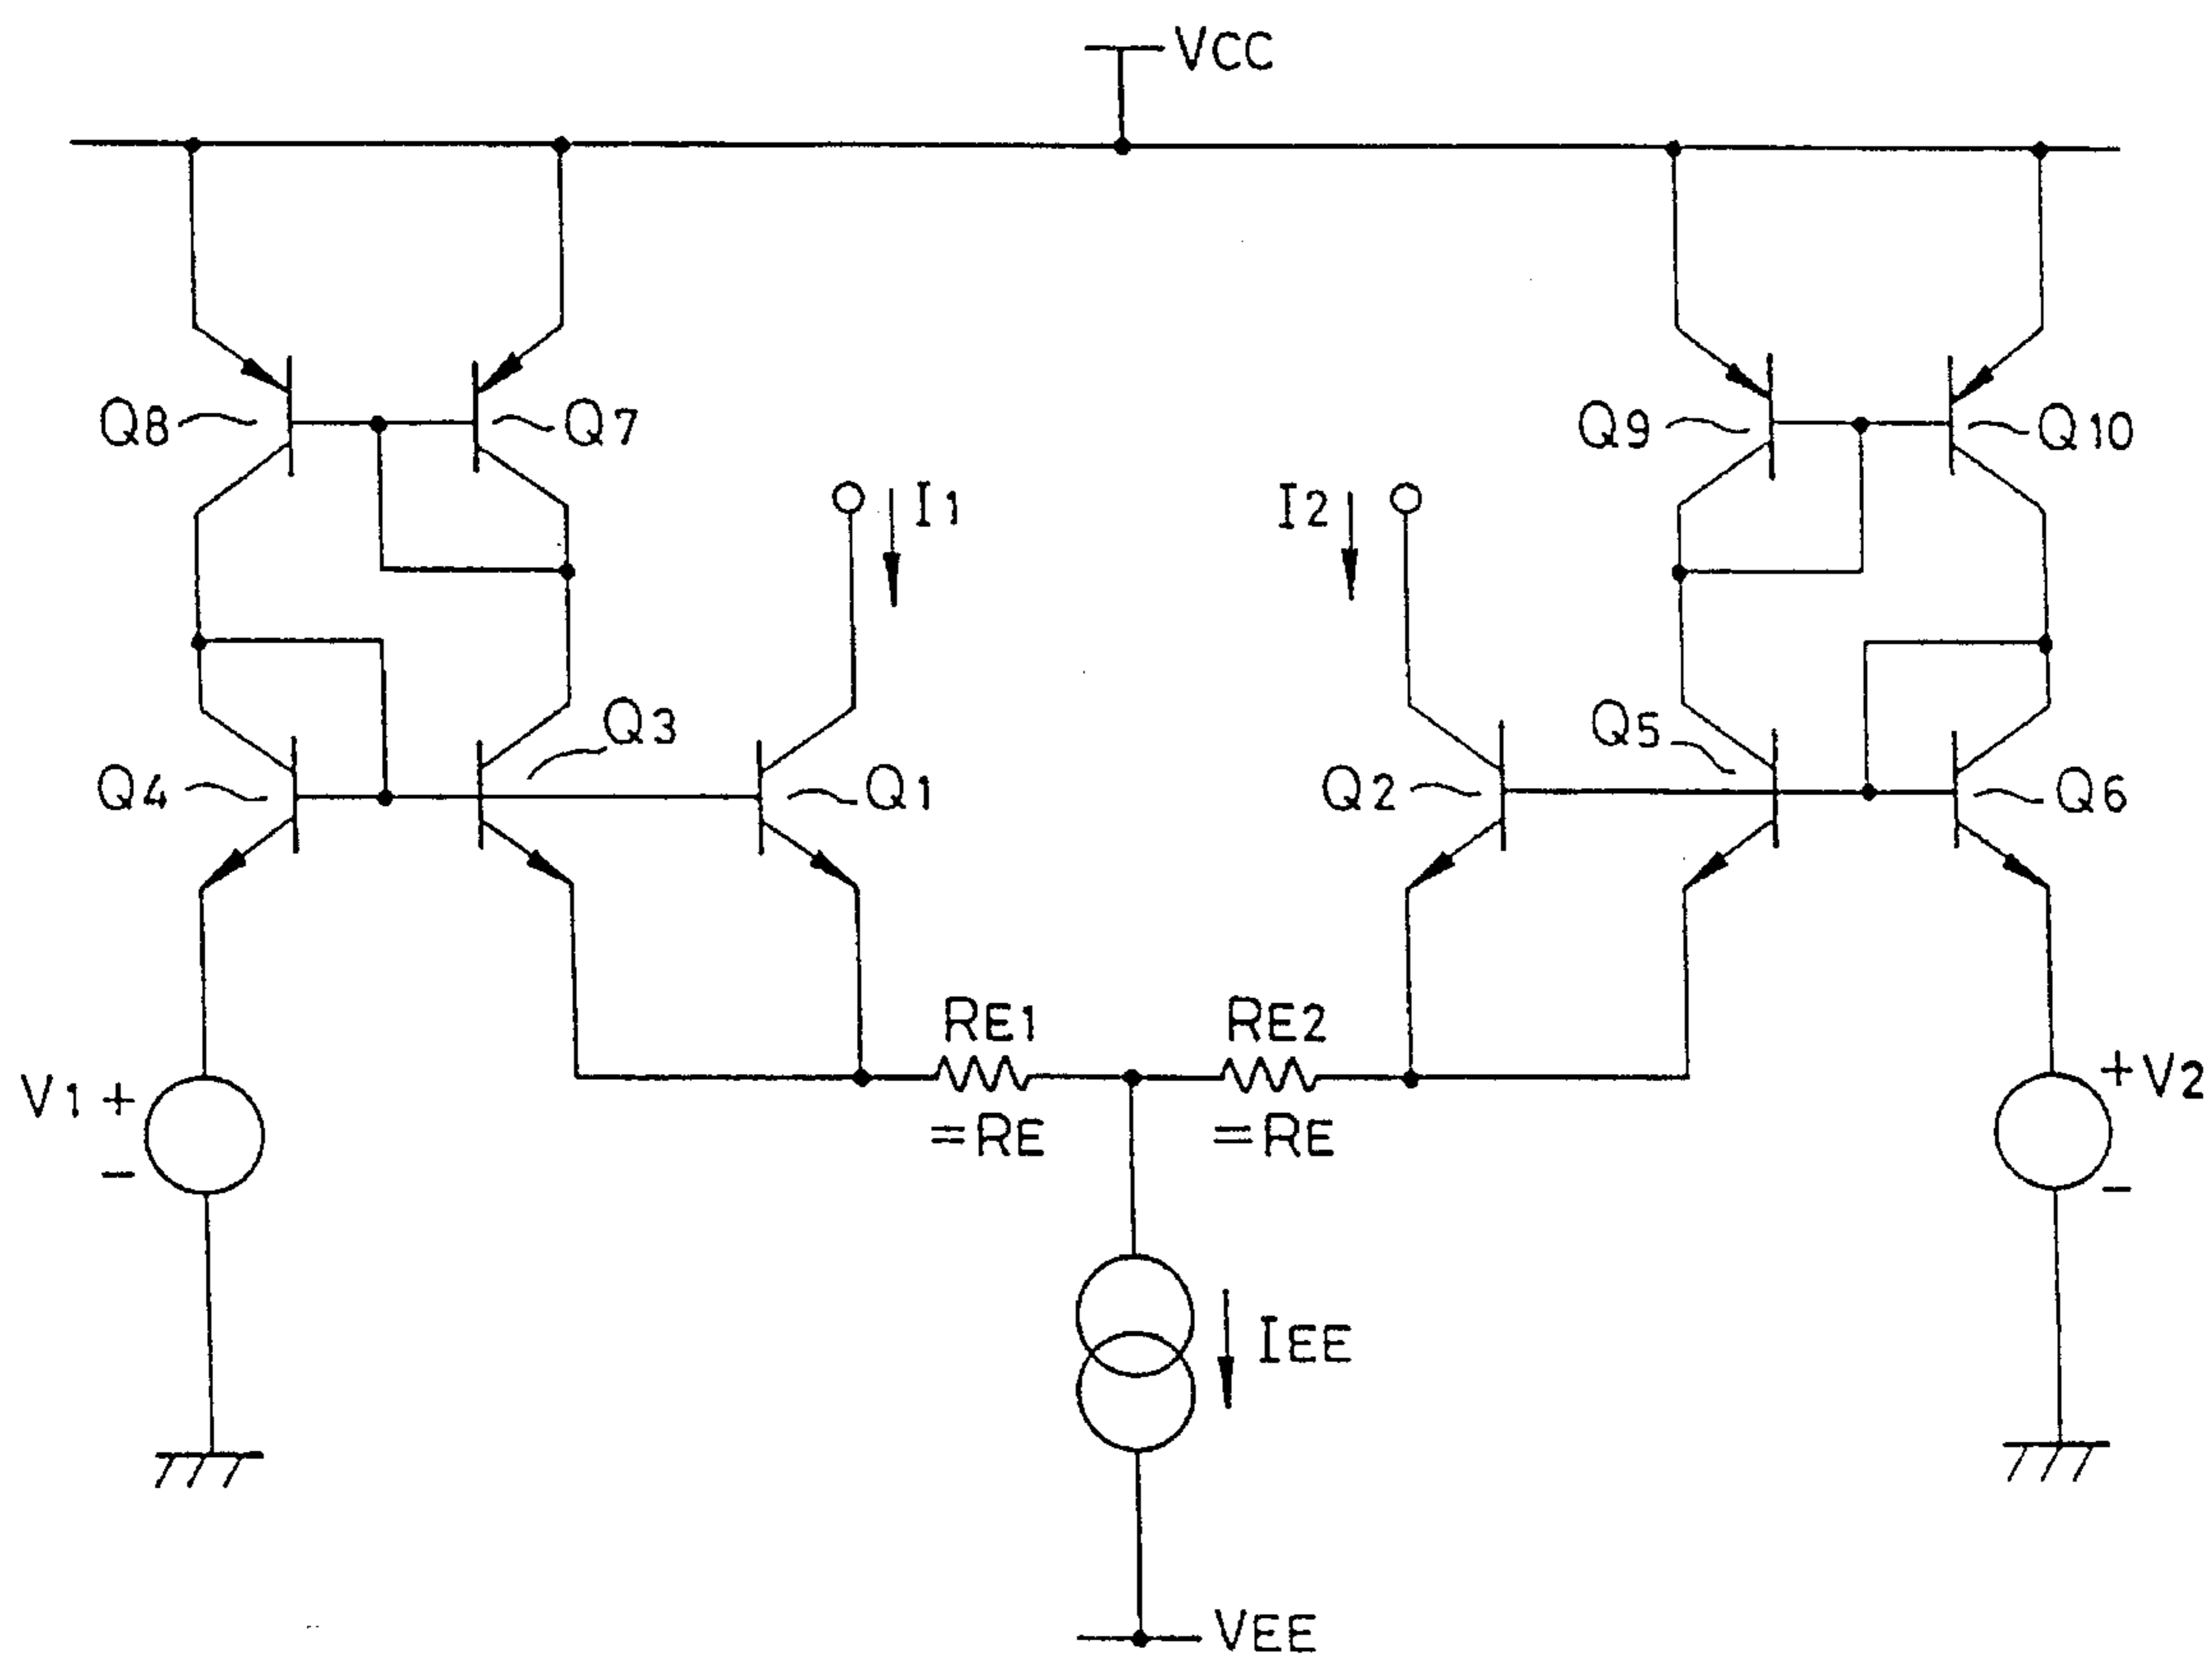 VCC
Q8
Q7
Q9
Q10
I1
I2
Q4
Q3
Q1
Q2
Q5
Q6
RE1
RE2
V1 +
−
=RE
=RE
+ V2
−
IEE
VEE